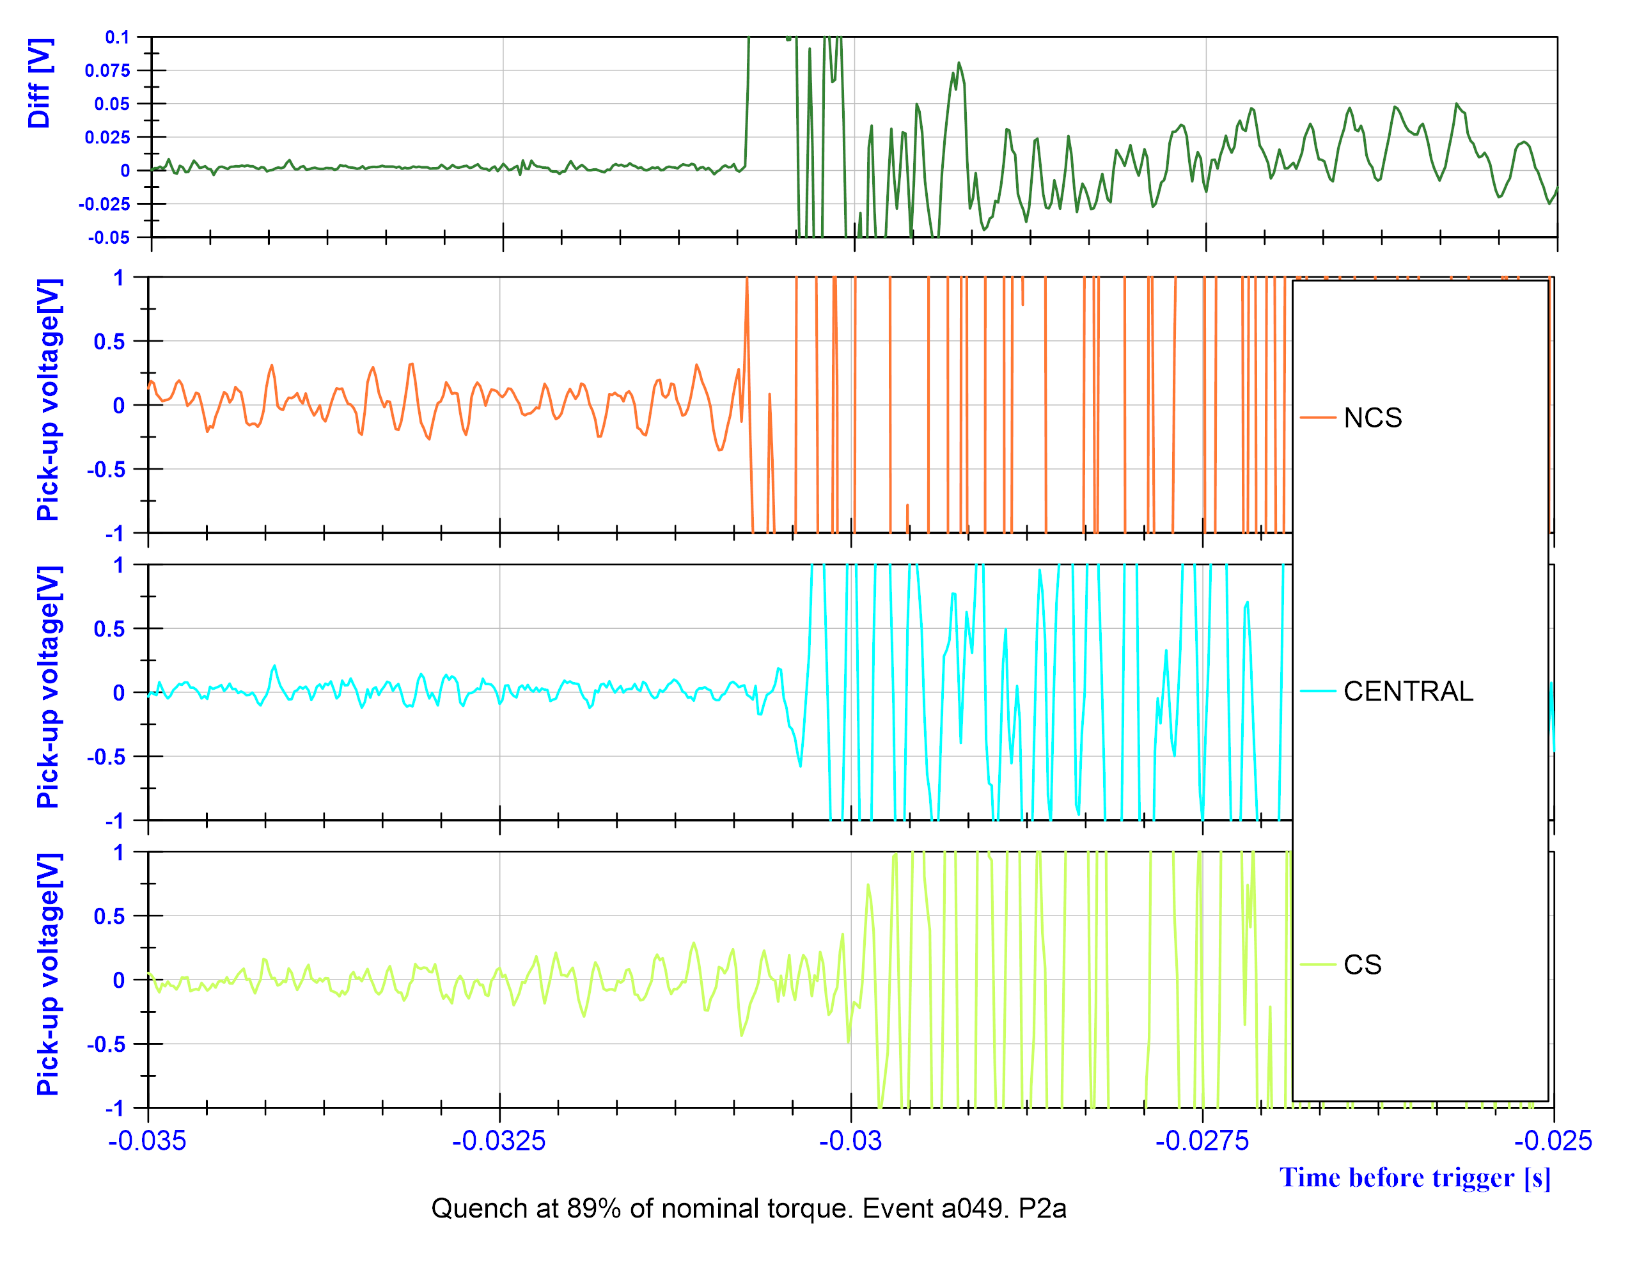 Diff [V]
0.1
0.075
0.05
0.025
0
-0.025
-0.05
Pick-up voltage[V]
1
0.5
0
-0.5
-1
NCS
Pick-up voltage[V]
1
0.5
0
-0.5
-1
CENTRAL
Pick-up voltage[V]
1
0.5
0
-0.5
-1
CS
-0.035 -0.0325 -0.03 -0.0275 -0.025
Time before trigger [s]
Quench at 89% of nominal torque. Event a049. P2a